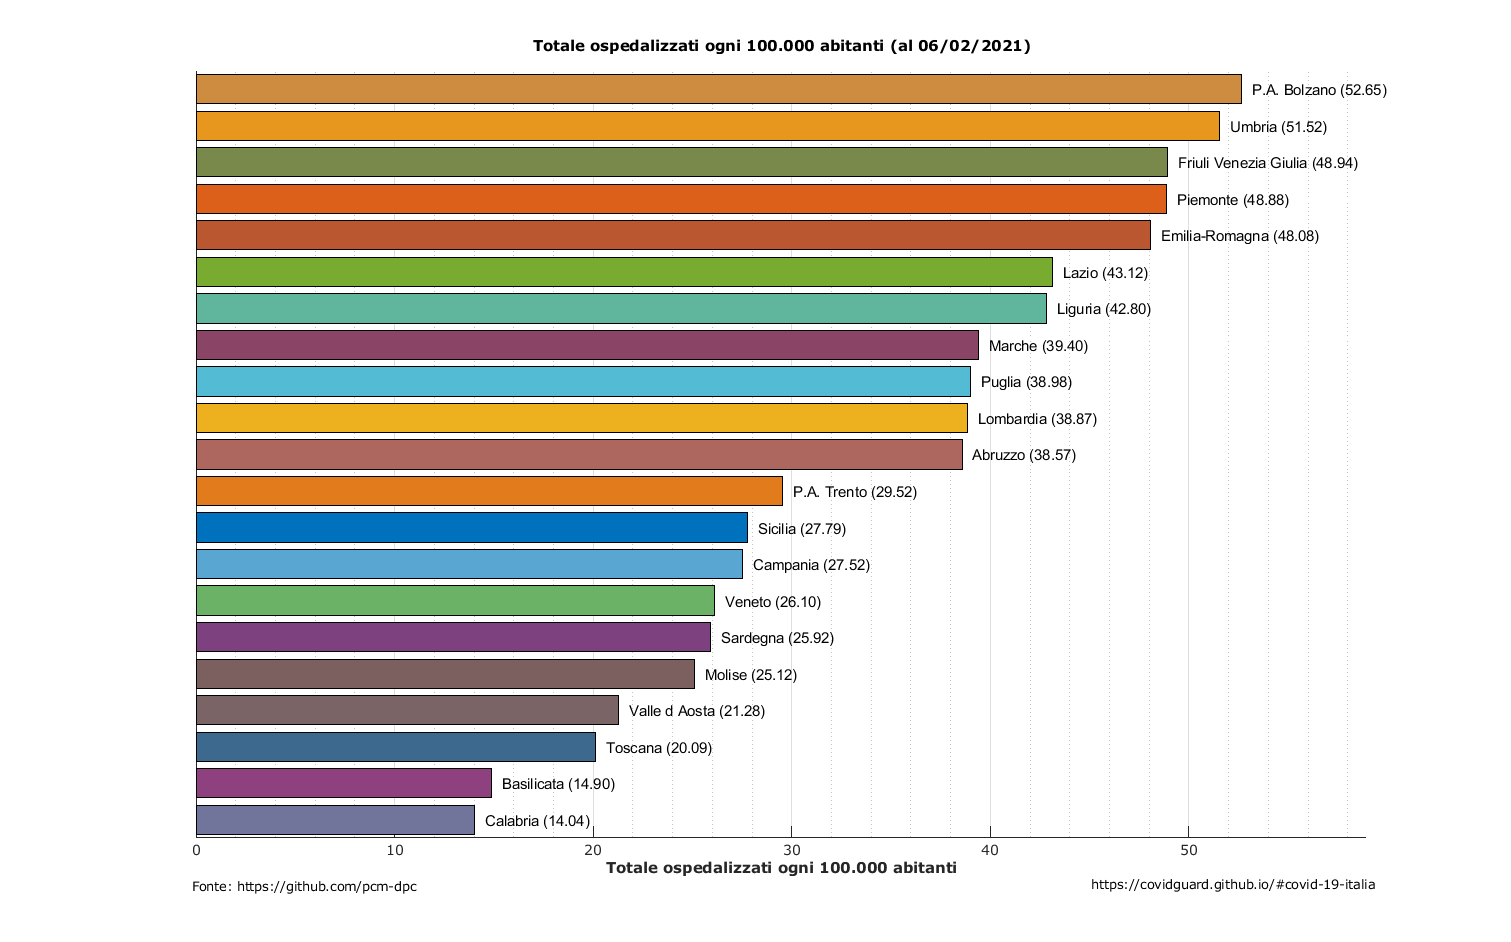 Totale ospedalizzati ogni 100.000 abitanti (al 06/02/2021)
P.A. Bolzano (52.65)
Umbria (51.52)
Friuli Venezia Giulia (48.94)
Piemonte (48.88)
Emilia-Romagna (48.08)
Lazio (43.12)
Liguria (42.80)
Marche (39.40)
Puglia (38.98)
Lombardia (38.87)
Abruzzo (38.57)
P.A. Trento (29.52)
Sicilia (27.79)
Campania (27.52)
Veneto (26.10)
Sardegna (25.92)
Molise (25.12)
Valle d Aosta (21.28)
Toscana (20.09)
Basilicata (14.90)
Calabria (14.04)
0 10 20 30 40 50
Totale ospedalizzati ogni 100.000 abitanti
Fonte: https://github.com/pcm-dpc
https://covidguard.github.io/#covid-19-italia